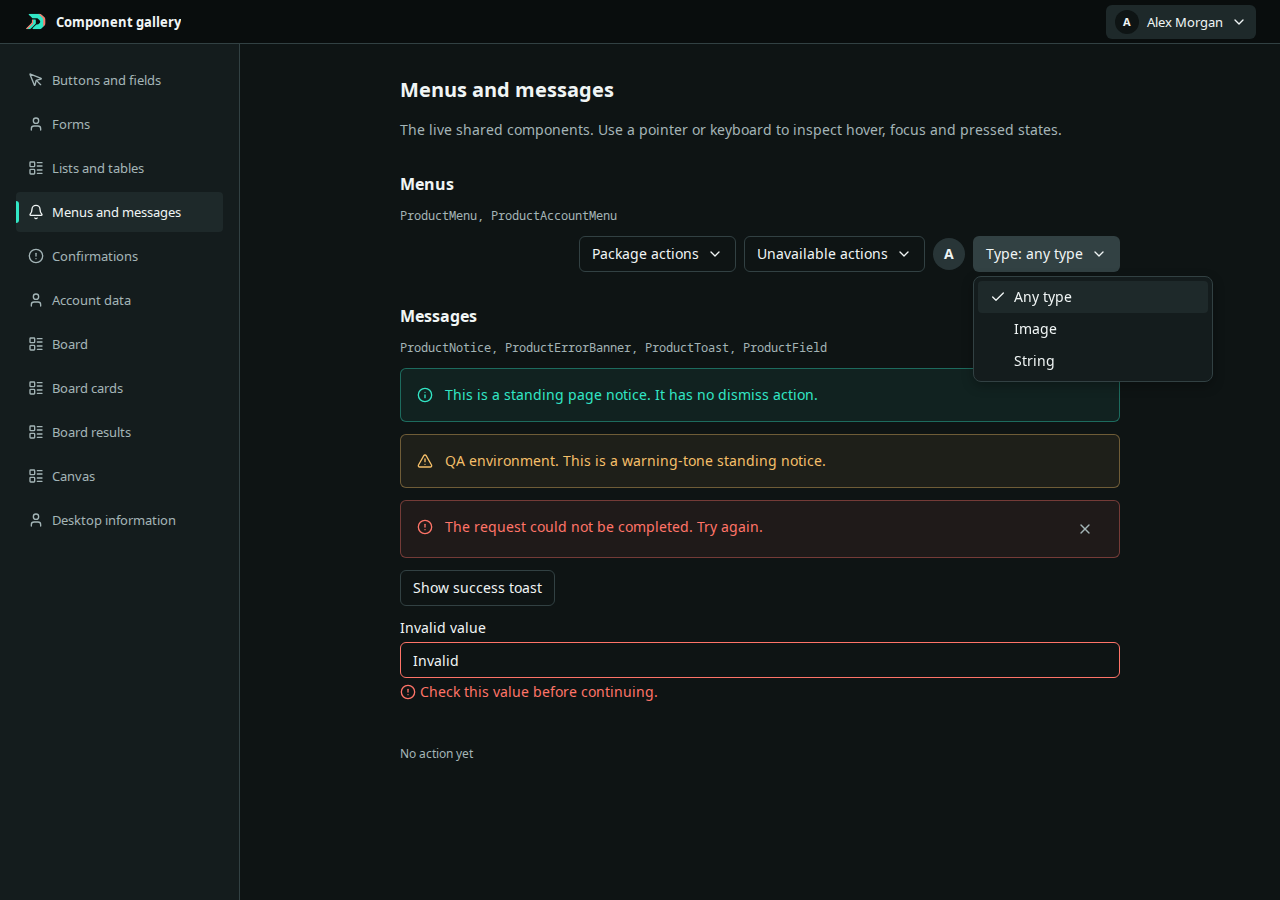 Component gallery
A Alex Morgan
Buttons and fields
Forms
Lists and tables
Menus and messages
Confirmations
Account data
Board
Board cards
Board results
Canvas
Desktop information
Menus and messages
The live shared components. Use a pointer or keyboard to inspect hover, focus and pressed states.
Menus
ProductMenu, ProductAccountMenu
Package actions
Unavailable actions
A
Type: any type
Any type
Image
String
Messages
ProductNotice, ProductErrorBanner, ProductToast, ProductField
This is a standing page notice. It has no dismiss action.
QA environment. This is a warning-tone standing notice.
The request could not be completed. Try again.
Show success toast
Invalid value
Invalid
Check this value before continuing.
No action yet